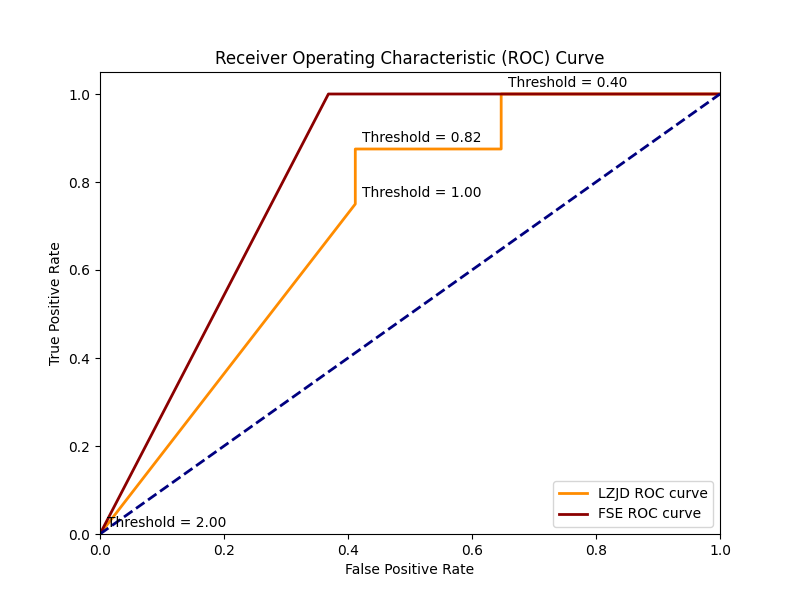 Receiver Operating Characteristic (ROC) Curve
Threshold = 0.40
1.0
Threshold = 0.82
0.8
Threshold = 1.00
True Positive Rate
0.6
0.4
0.2
LZJD ROC curve
FSE ROC curve
Threshold = 2.00
0.0
0.0 0.2 0.4 0.6 0.8 1.0
False Positive Rate